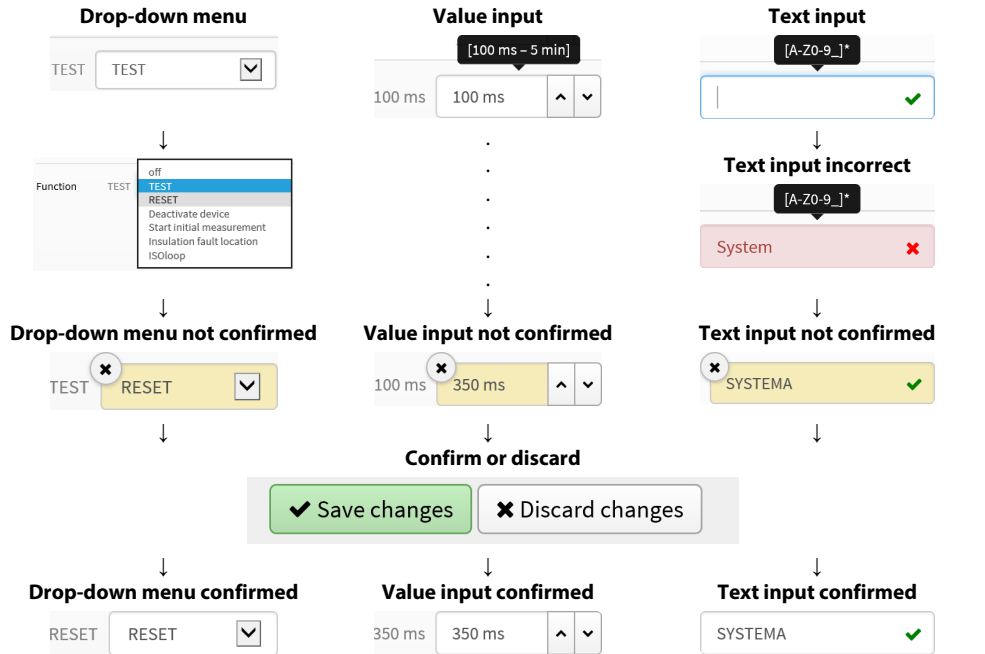 Drop-down menu
Value input
Text input
[100 ms – 5 min]
[A-Z0-9_]*
TEST
TEST
100 ms
100 ms
Text input incorrect
[A-Z0-9_]*
Function
TEST
off
TEST
RESET
Deactivate device
Start initial measurement
Insulation fault location
ISOloop
System
Drop-down menu not confirmed
Value input not confirmed
Text input not confirmed
TEST
RESET
100 ms
350 ms
SYSTEMA
Confirm or discard
Save changes
Discard changes
Drop-down menu confirmed
Value input confirmed
Text input confirmed
RESET
RESET
350 ms
350 ms
SYSTEMA